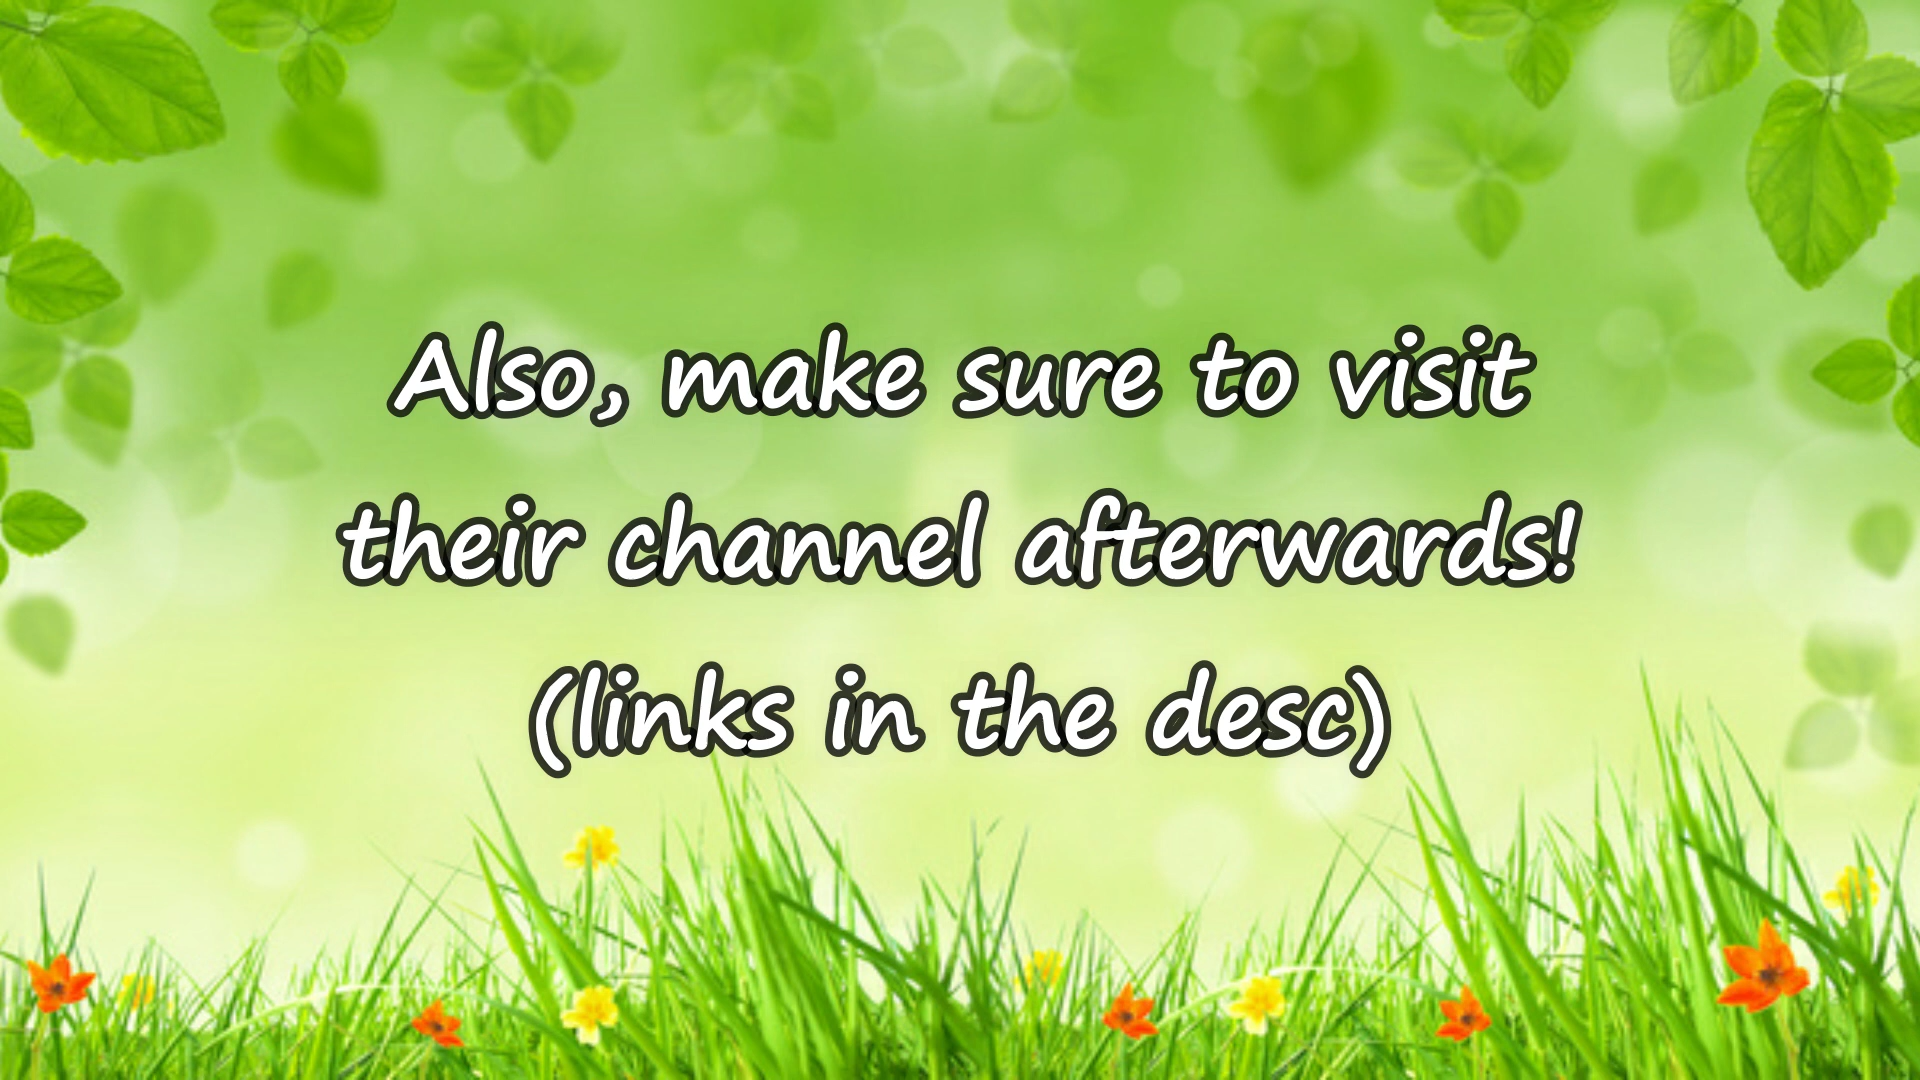 Also, make sure to visit
their channel afterwards!
(links in the desc)